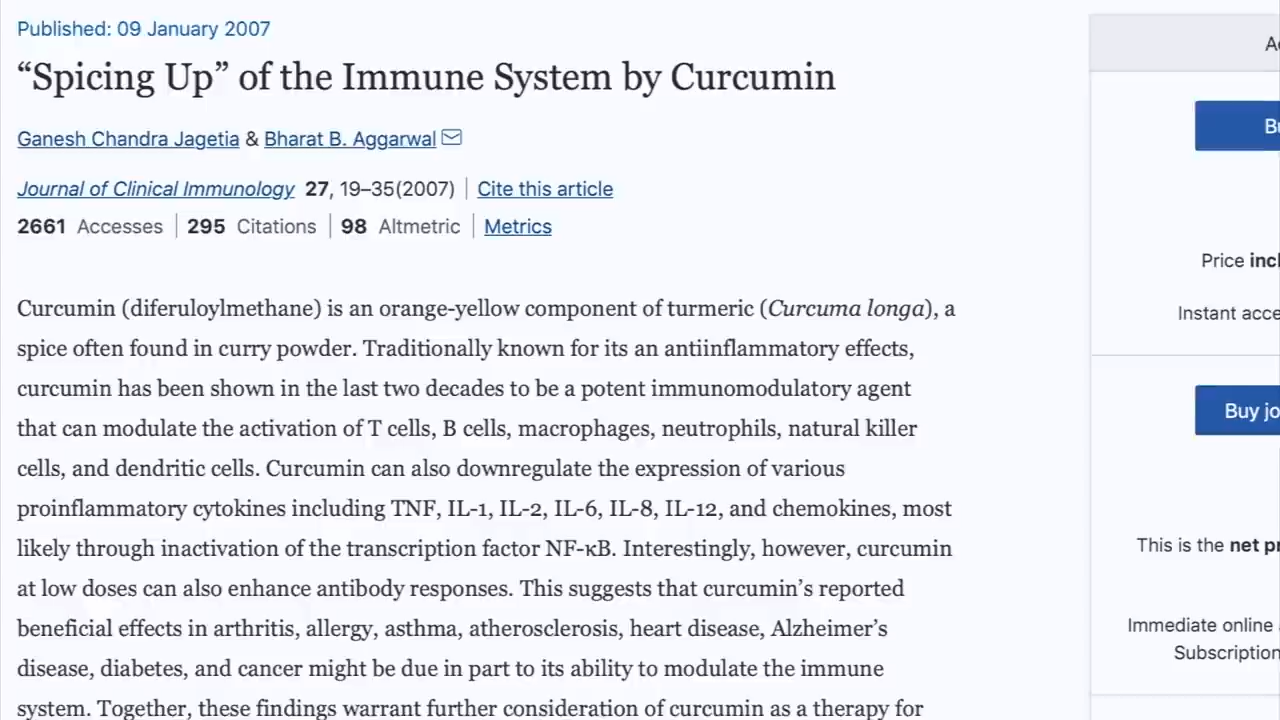 Published: 09 January 2007
“Spicing Up” of the Immune System by Curcumin
Ganesh Chandra Jagetia & Bharat B. Aggarwal
Journal of Clinical Immunology 27, 19–35(2007) | Cite this article
2661 Accesses | 295 Citations | 98 Altmetric | Metrics
Curcumin (diferuloylmethane) is an orange-yellow component of turmeric (Curcuma longa), a
spice often found in curry powder. Traditionally known for its an antiinflammatory effects,
curcumin has been shown in the last two decades to be a potent immunomodulatory agent
that can modulate the activation of T cells, B cells, macrophages, neutrophils, natural killer
cells, and dendritic cells. Curcumin can also downregulate the expression of various
proinflammatory cytokines including TNF, IL-1, IL-2, IL-6, IL-8, IL-12, and chemokines, most
likely through inactivation of the transcription factor NF-κB. Interestingly, however, curcumin
at low doses can also enhance antibody responses. This suggests that curcumin’s reported
beneficial effects in arthritis, allergy, asthma, atherosclerosis, heart disease, Alzheimer’s
disease, diabetes, and cancer might be due in part to its ability to modulate the immune
system. Together, these findings warrant further consideration of curcumin as a therapy for
Price
Instant
Buy
This is the net
Immediate online
Subscription